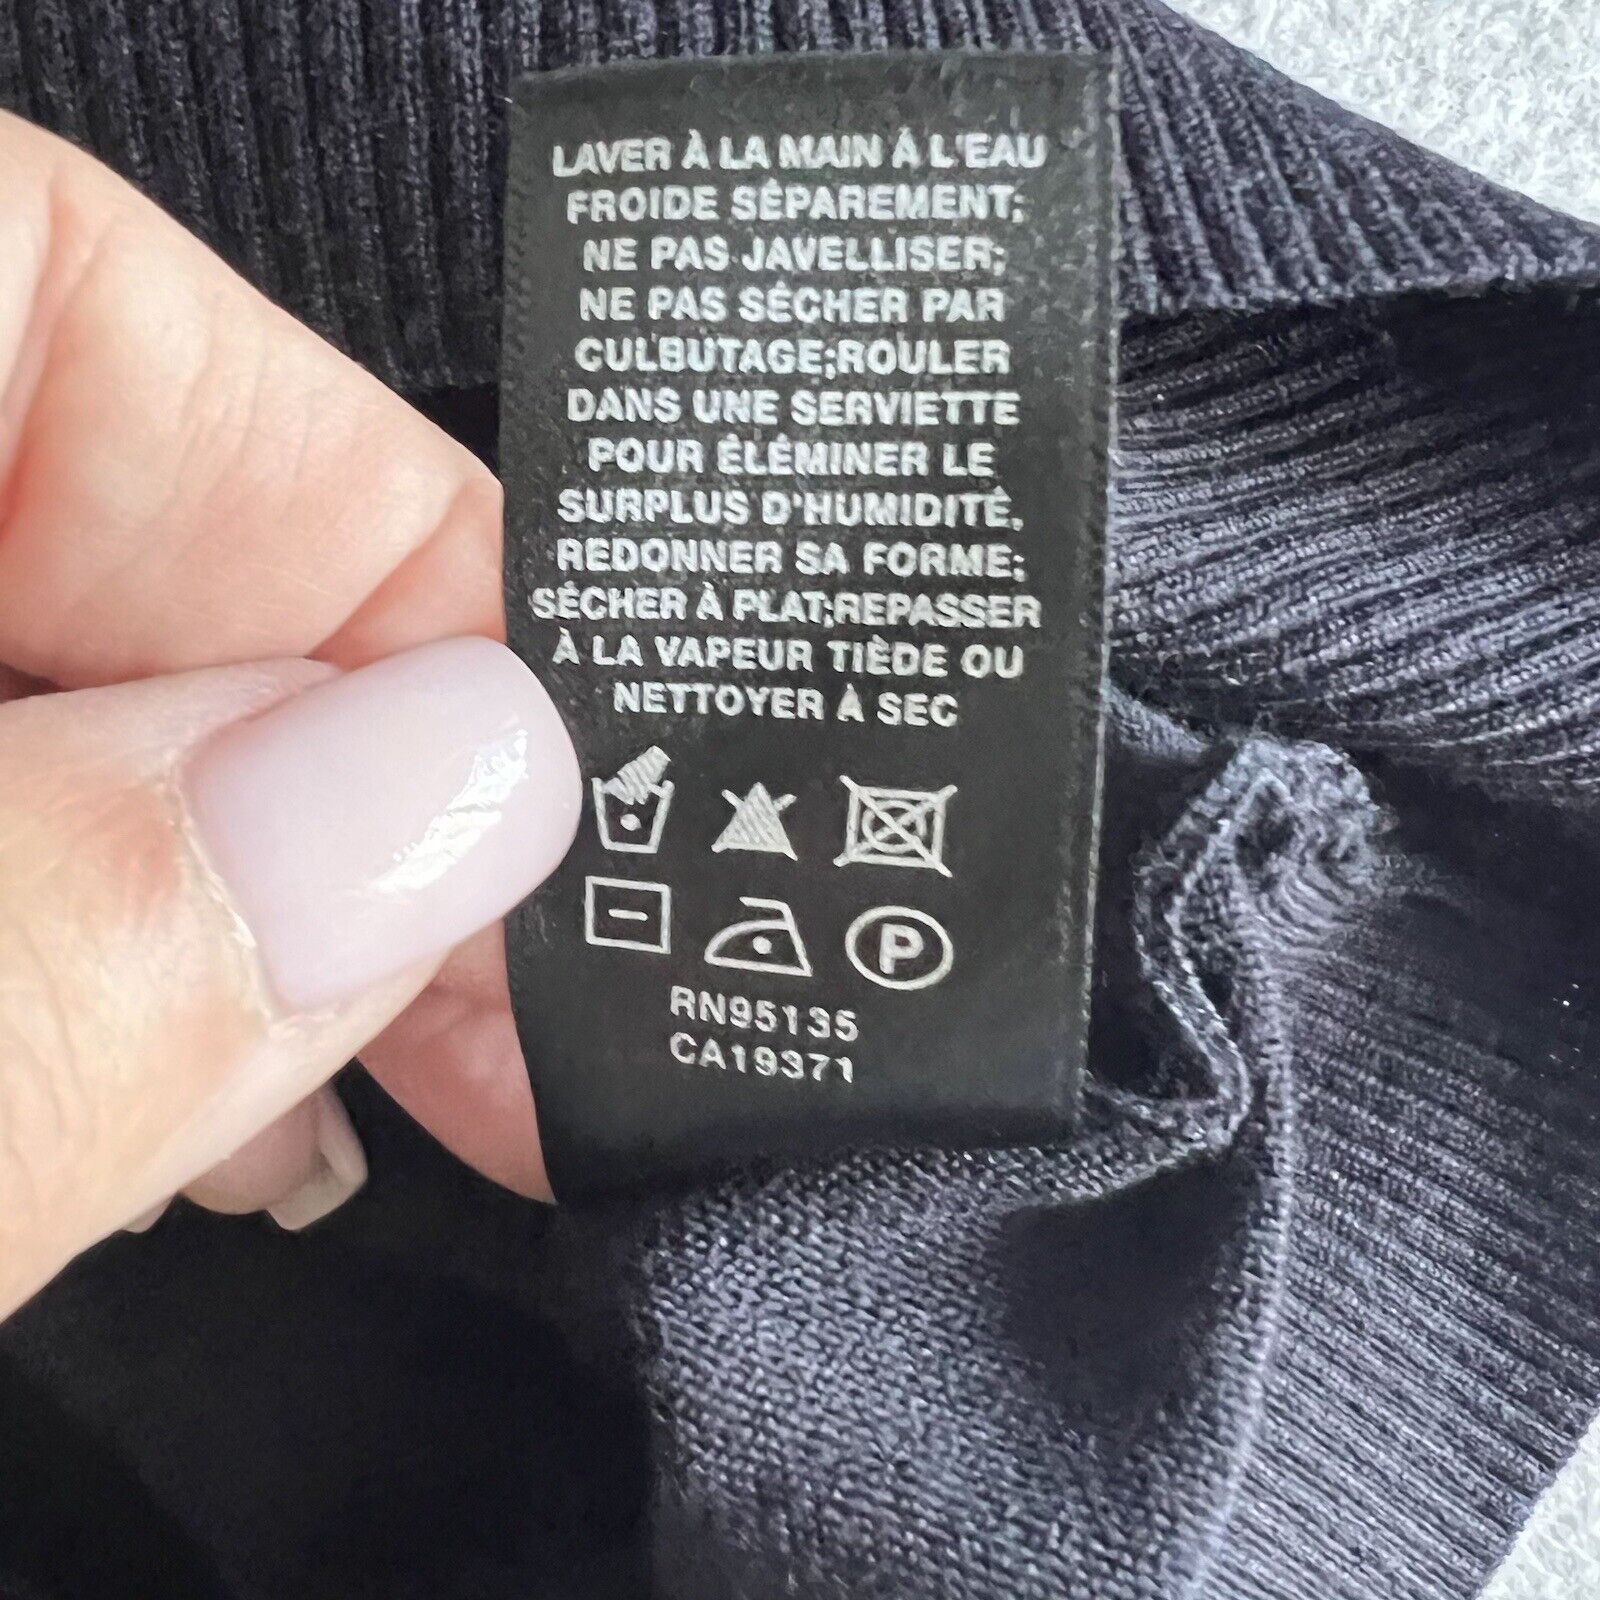 LAVER À LA MAIN À L'EAU
FROIDE SÉPAREMENT;
NE PAS JAVELLISER;
NE PAS SÉCHER PAR
CULBUTAGE;ROULER
DANS UNE SERVIETTE
POUR ÉLÉMINER LE
SURPLUS D'HUMIDITÉ,
REDONNER SA FORME;
SÉCHER À PLAT;REPASSER
À LA VAPEUR TIÈDE OU
NETTOYER À SEC
P
RN95135
CA19371